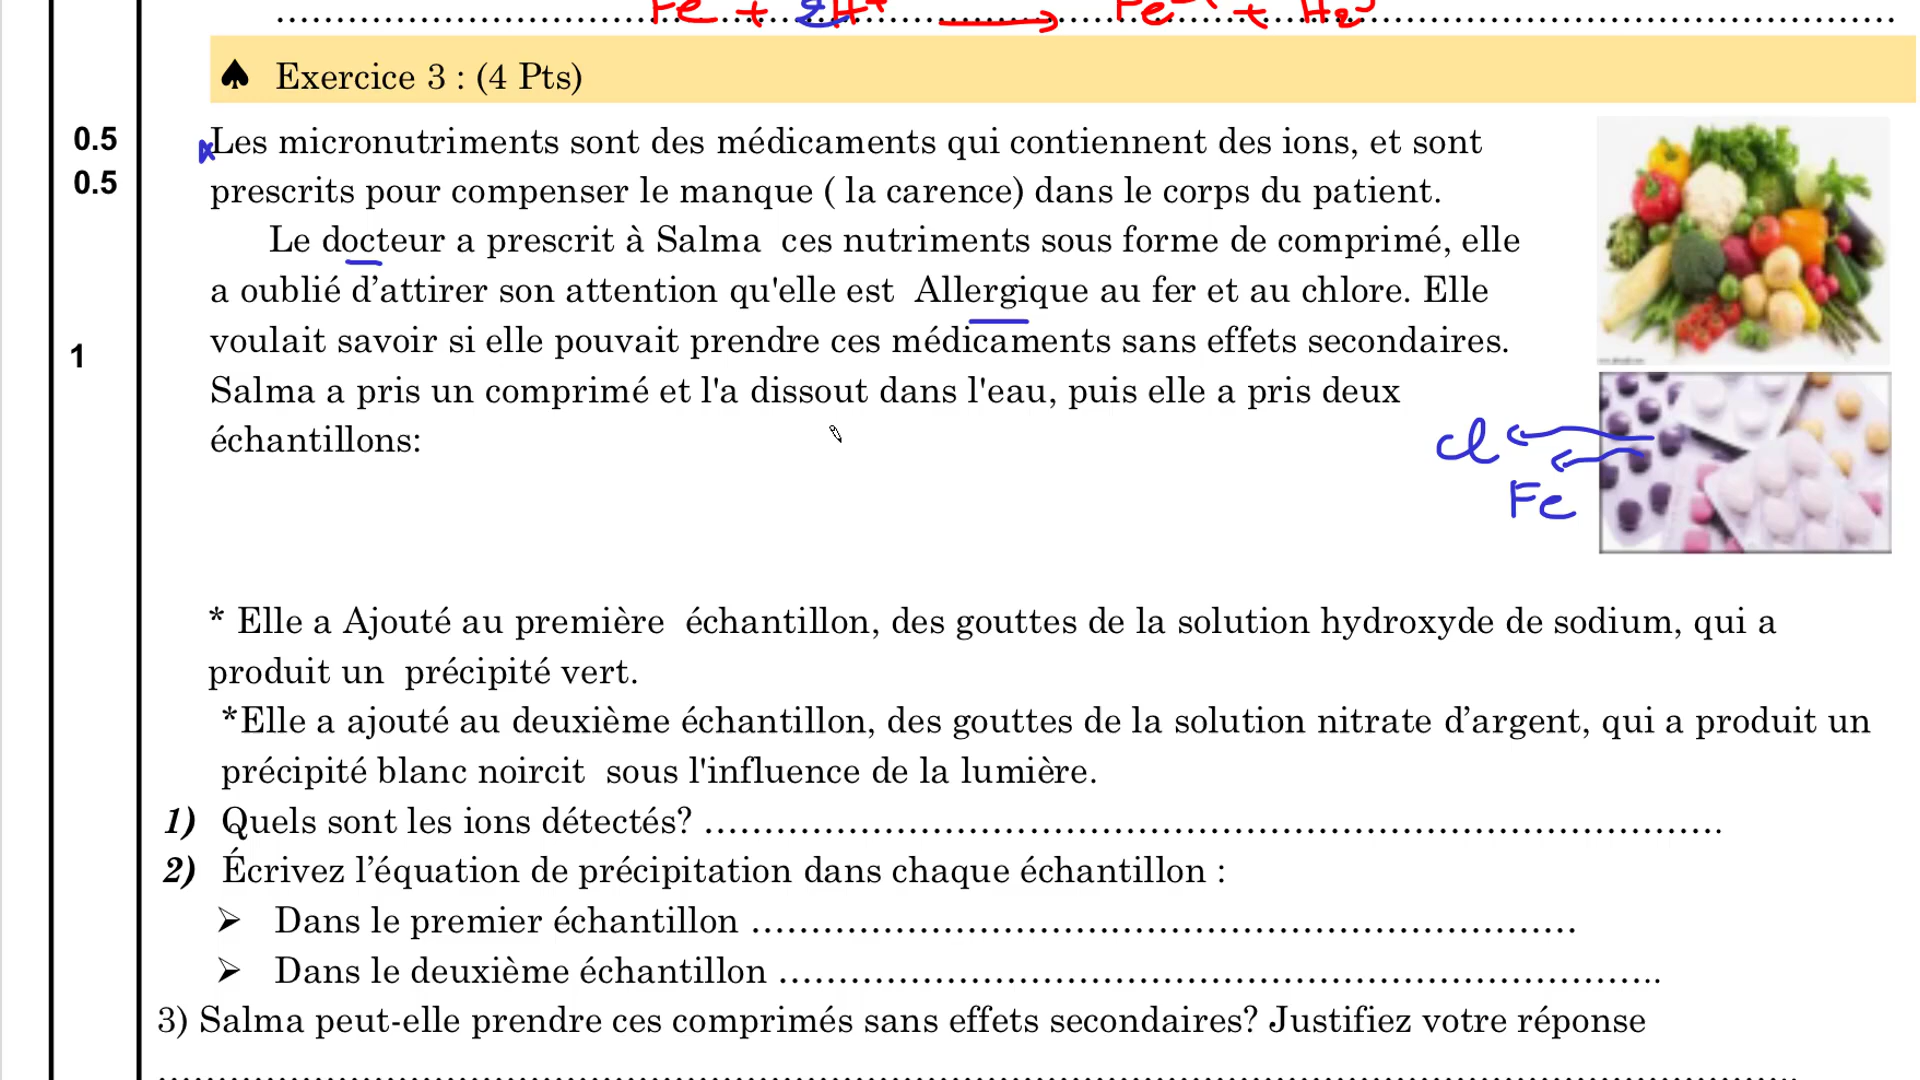 Fe + 2H+ → Fe2+ + H2
♠ Exercice 3 : (4 Pts)
0.5
Les micronutriments sont des médicaments qui contiennent des ions, et sont
0.5
prescrits pour compenser le manque ( la carence) dans le corps du patient.
Le docteur a prescrit à Salma ces nutriments sous forme de comprimé, elle
a oublié d’attirer son attention qu'elle est Allergique au fer et au chlore. Elle
1
voulait savoir si elle pouvait prendre ces médicaments sans effets secondaires.
Salma a pris un comprimé et l'a dissout dans l'eau, puis elle a pris deux
échantillons:
Cl
Fe
* Elle a Ajouté au première échantillon, des gouttes de la solution hydroxyde de sodium, qui a
produit un précipité vert.
*Elle a ajouté au deuxième échantillon, des gouttes de la solution nitrate d’argent, qui a produit un
précipité blanc noircit sous l'influence de la lumière.
1) Quels sont les ions détectés? ……………………………………………………………………………….
2) Écrivez l’équation de précipitation dans chaque échantillon :
➢ Dans le premier échantillon ……………………………………………………………
➢ Dans le deuxième échantillon …………………………………………………………….
3) Salma peut-elle prendre ces comprimés sans effets secondaires? Justifiez votre réponse